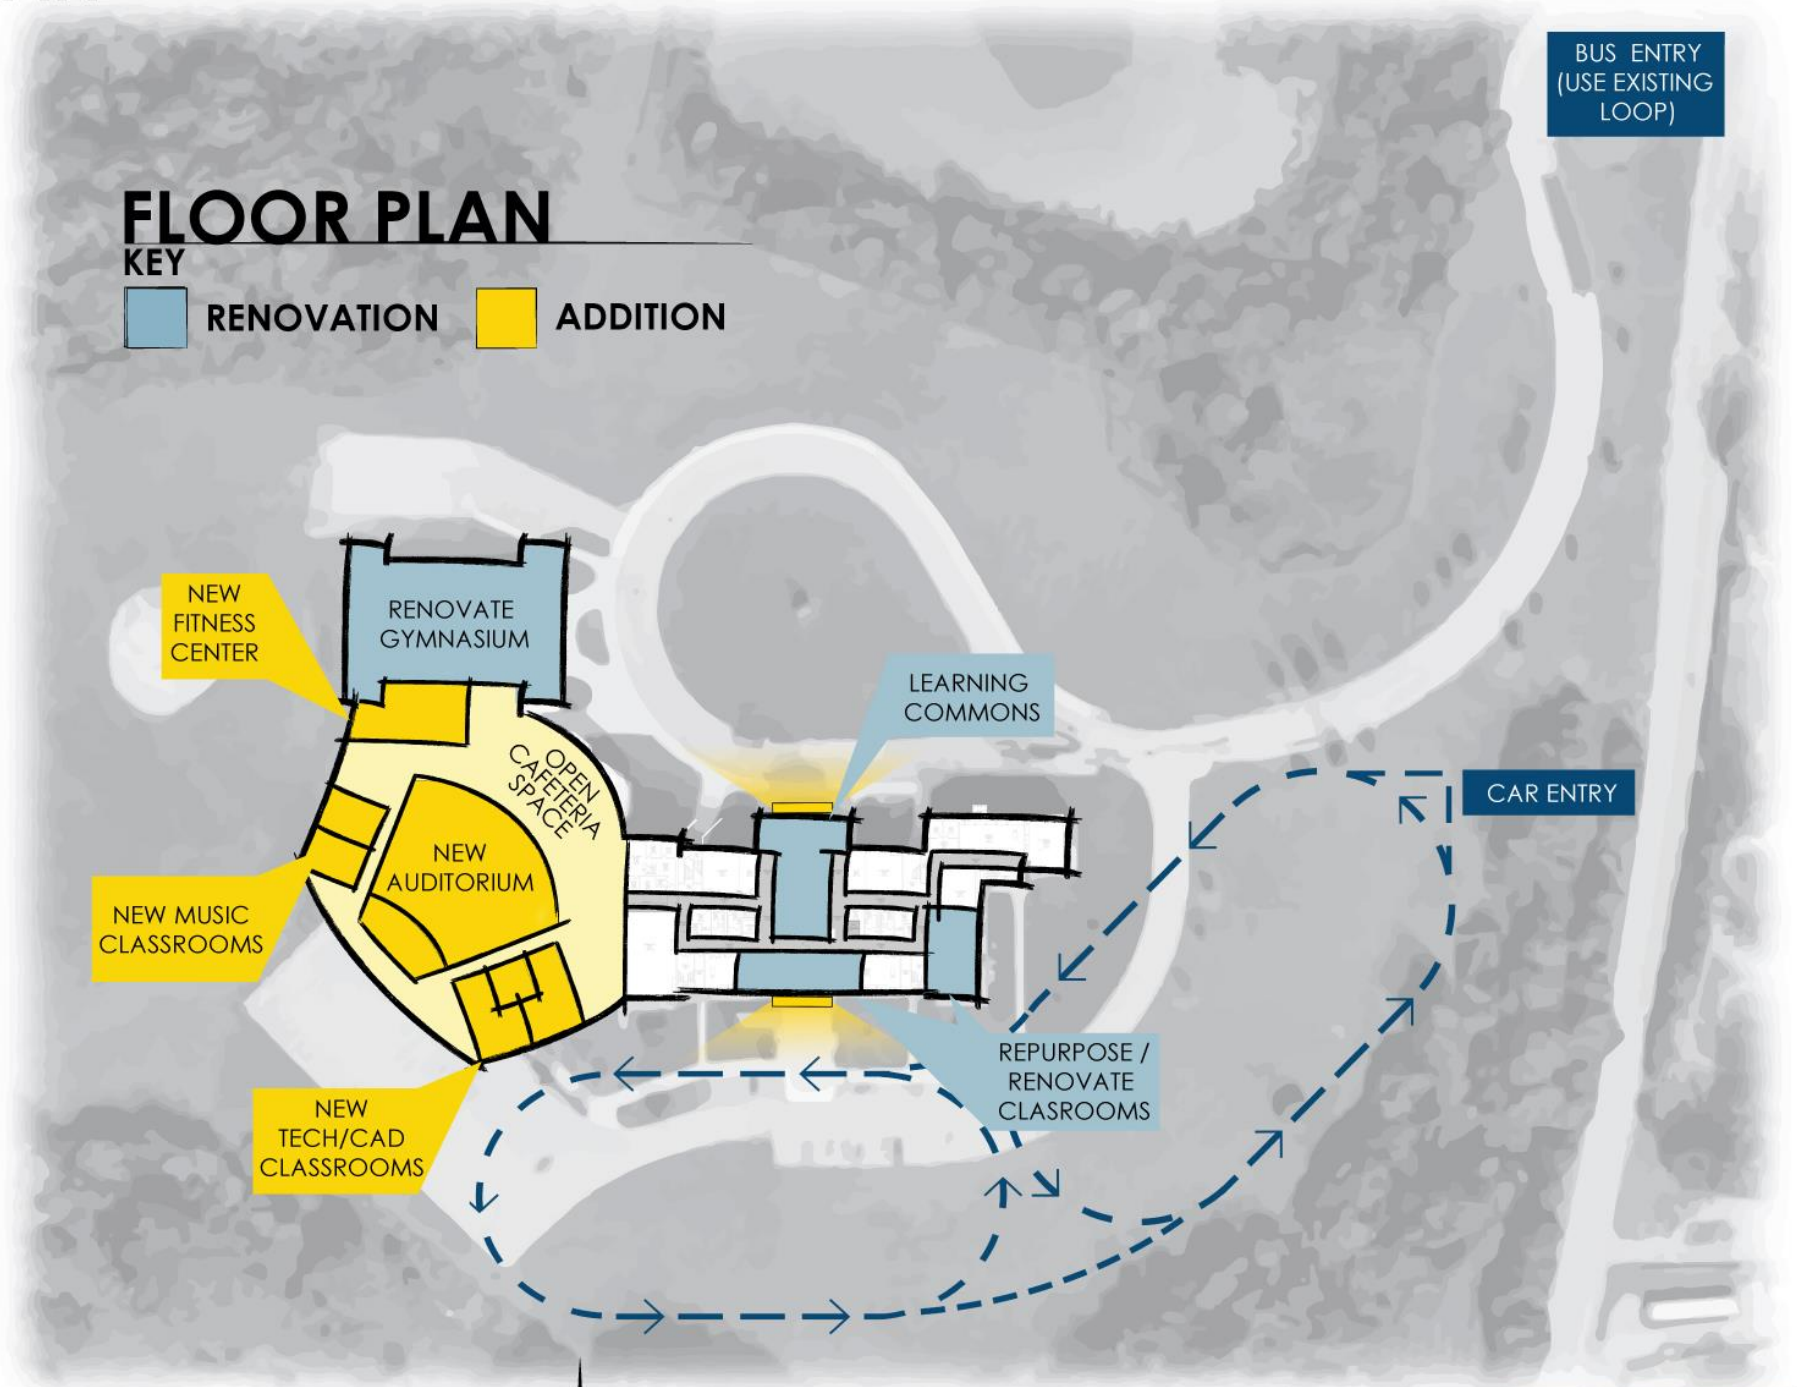 BUS ENTRY
(USE EXISTING
LOOP)
FLOOR PLAN
KEY
RENOVATION
ADDITION
NEW
FITNESS
CENTER
RENOVATE
GYMNASIUM
LEARNING
COMMONS
OPEN
CAFETERIA
SPACE
CAR ENTRY
NEW
AUDITORIUM
NEW MUSIC
CLASSROOMS
REPURPOSE /
RENOVATE
CLASROOMS
NEW
TECH/CAD
CLASSROOMS